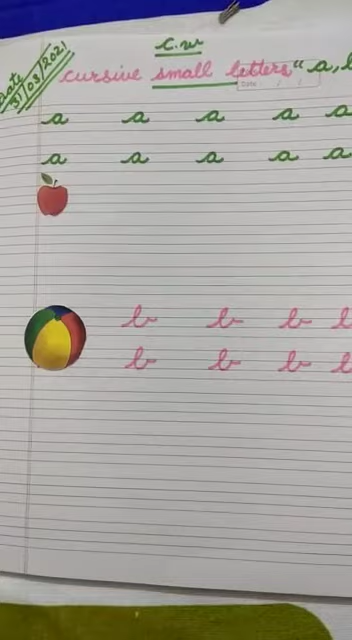 Date
31/03/2021
C.W
cursive small letters "a, b
a a a a a
a a a a a
b b b b
b b b b